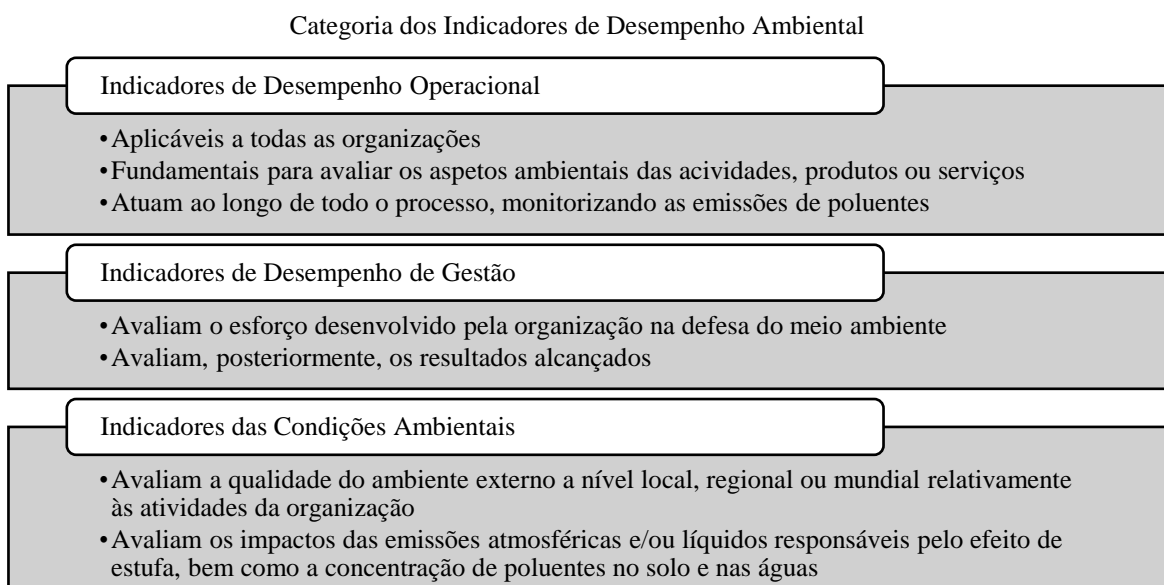 Categoria dos Indicadores de Desempenho Ambiental
Indicadores de Desempenho Operacional
•Aplicáveis a todas as organizações
•Fundamentais para avaliar os aspetos ambientais das acividades, produtos ou serviços
•Atuam ao longo de todo o processo, monitorizando as emissões de poluentes
Indicadores de Desempenho de Gestão
•Avaliam o esforço desenvolvido pela organização na defesa do meio ambiente
•Avaliam, posteriormente, os resultados alcançados
Indicadores das Condições Ambientais
•Avaliam a qualidade do ambiente externo a nível local, regional ou mundial relativamente
às atividades da organização
•Avaliam os impactos das emissões atmosféricas e/ou líquidos responsáveis pelo efeito de
estufa, bem como a concentração de poluentes no solo e nas águas